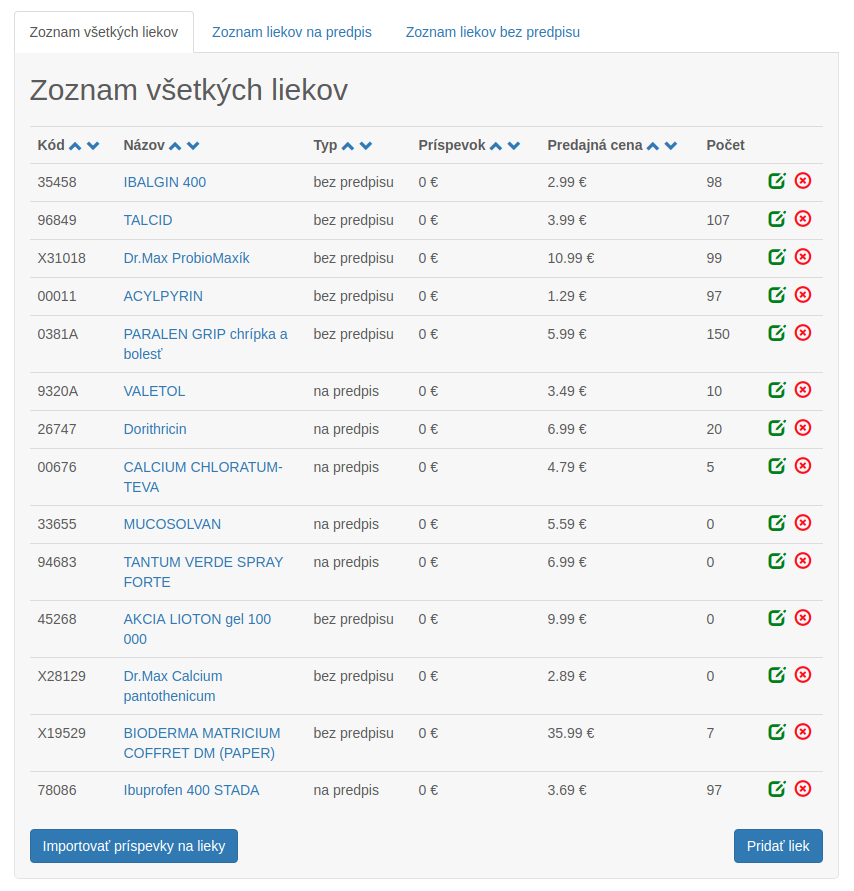 Zoznam všetkých liekov Zoznam liekov na predpis Zoznam liekov bez predpisu
Zoznam všetkých liekov
Kód Názov Typ Príspevok Predajná cena Počet
35458 IBALGIN 400 bez predpisu 0 € 2.99 € 98
96849 TALCID bez predpisu 0 € 3.99 € 107
X31018 Dr.Max ProbioMaxík bez predpisu 0 € 10.99 € 99
00011 ACYLPYRIN bez predpisu 0 € 1.29 € 97
0381A PARALEN GRIP chrípka a bez predpisu 0 € 5.99 € 150
bolesť
9320A VALETOL na predpis 0 € 3.49 € 10
26747 Dorithricin na predpis 0 € 6.99 € 20
00676 CALCIUM CHLORATUM- na predpis 0 € 4.79 € 5
TEVA
33655 MUCOSOLVAN na predpis 0 € 5.59 € 0
94683 TANTUM VERDE SPRAY na predpis 0 € 6.99 € 0
FORTE
45268 AKCIA LIOTON gel 100 bez predpisu 0 € 9.99 € 0
000
X28129 Dr.Max Calcium bez predpisu 0 € 2.89 € 0
pantothenicum
X19529 BIODERMA MATRICIUM bez predpisu 0 € 35.99 € 7
COFFRET DM (PAPER)
78086 Ibuprofen 400 STADA na predpis 0 € 3.69 € 97
Importovať príspevky na lieky Pridať liek